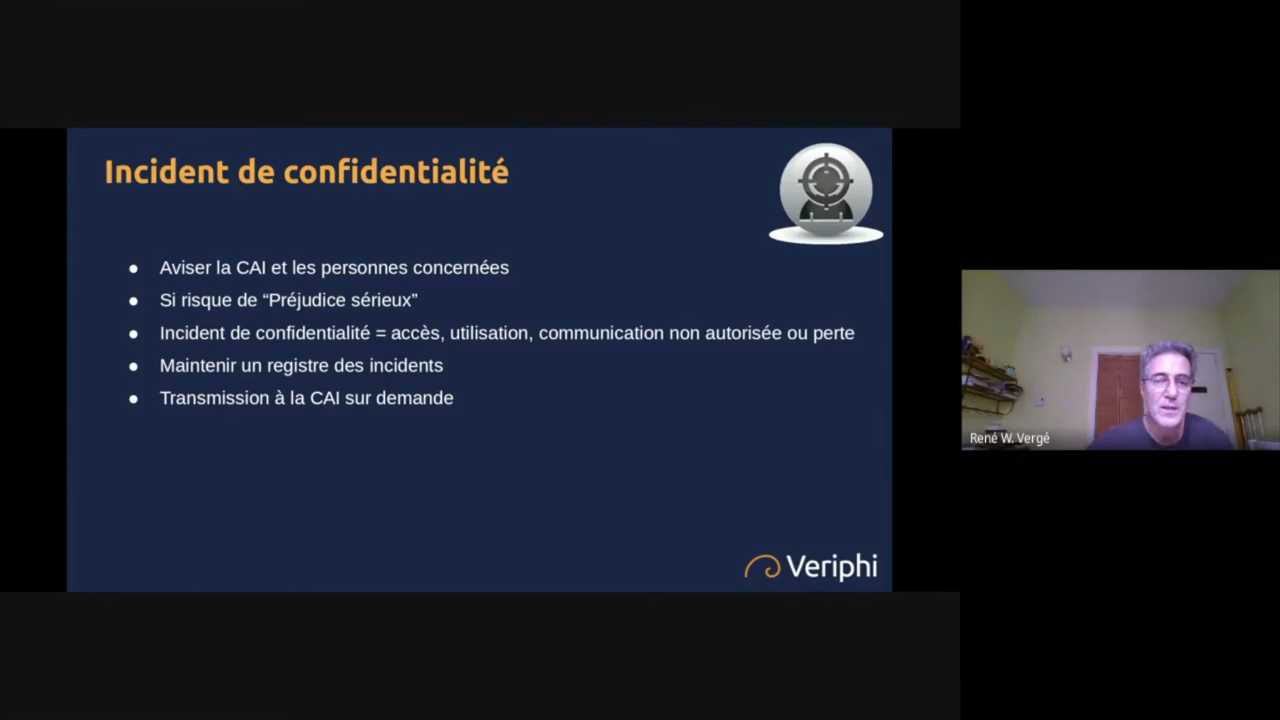 Incident de confidentialité
● Aviser la CAI et les personnes concernées
● Si risque de “Préjudice sérieux”
● Incident de confidentialité = accès, utilisation, communication non autorisée ou perte
● Maintenir un registre des incidents
● Transmission à la CAI sur demande
Veriphi
René W. Vergé